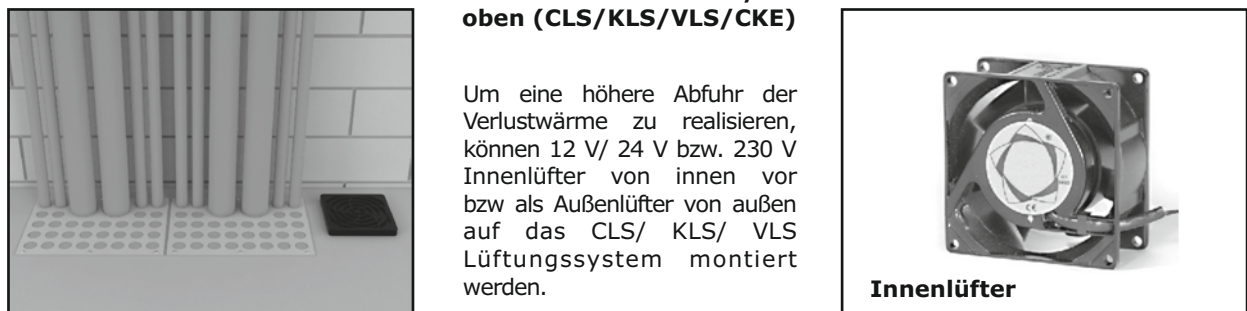 oben (CLS/KLS/VLS/CKE)
Um eine höhere Abfuhr der
Verlustwärme zu realisieren,
können 12 V/ 24 V bzw. 230 V
Innenlüfter von innen vor
bzw als Außenlüfter von außen
auf das CLS/ KLS/ VLS
Lüftungssystem montiert
werden.
Innenlüfter